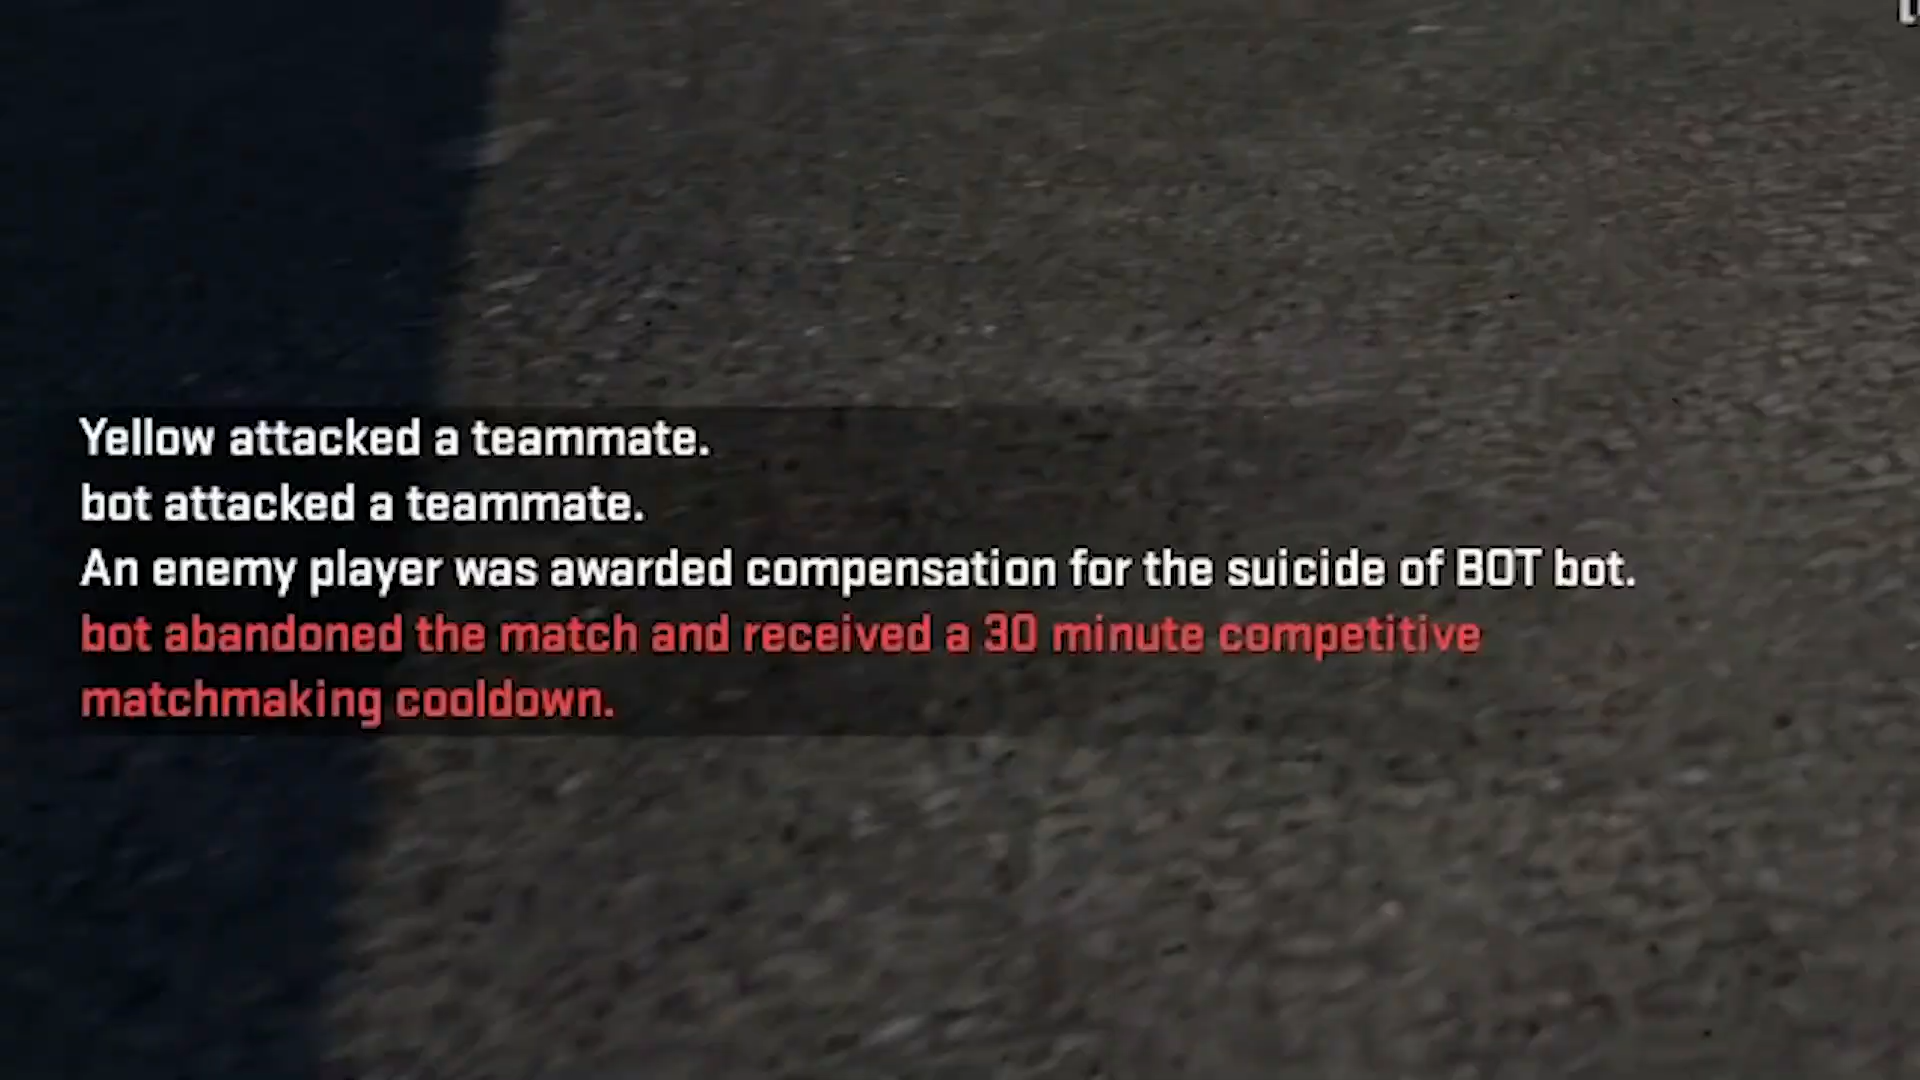 Yellow attacked a teammate.
bot attacked a teammate.
An enemy player was awarded compensation for the suicide of BOT bot.
bot abandoned the match and received a 30 minute competitive
matchmaking cooldown.